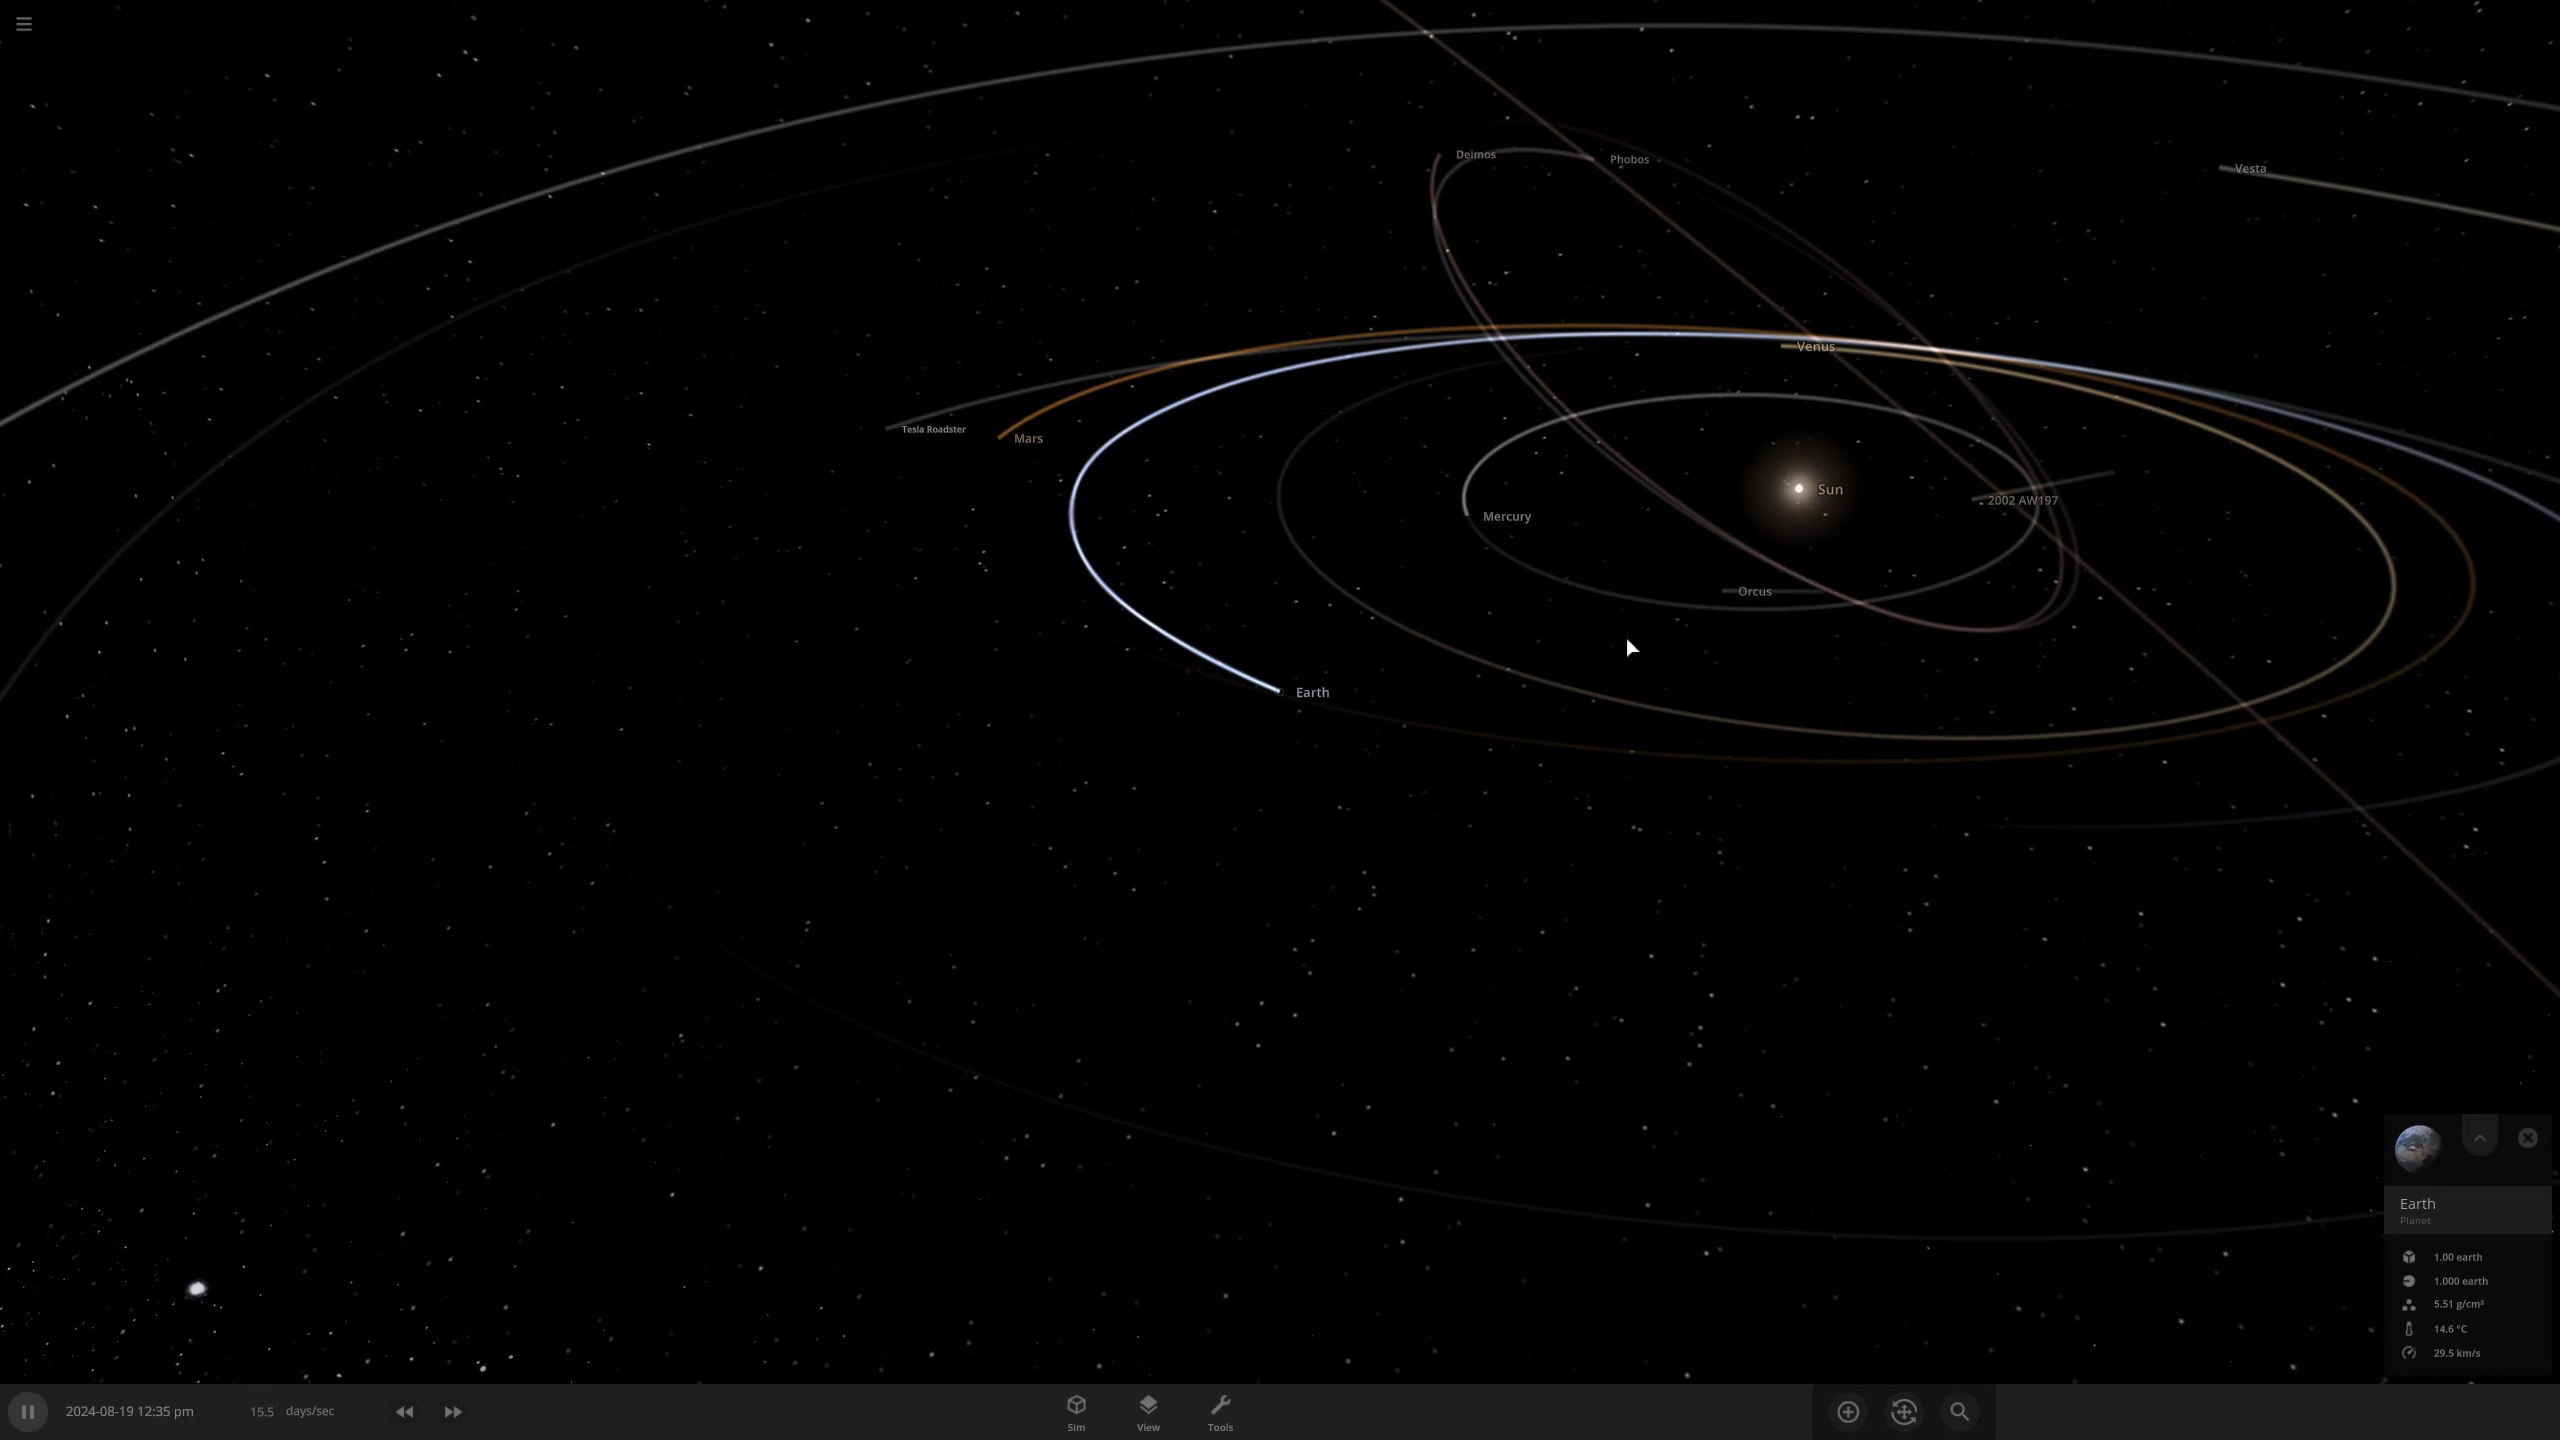 Deimos
Phobos
Vesta
Venus
Tesla Roadster
Mars
Sun
2002 AW197
Mercury
Orcus
Earth
Earth
Planet
1.00 earth
1.000 earth
5.51 g/cm³
14.6 °C
29.5 km/s
2024-08-19 12:35 pm
15.5 days/sec
Sim
View
Tools